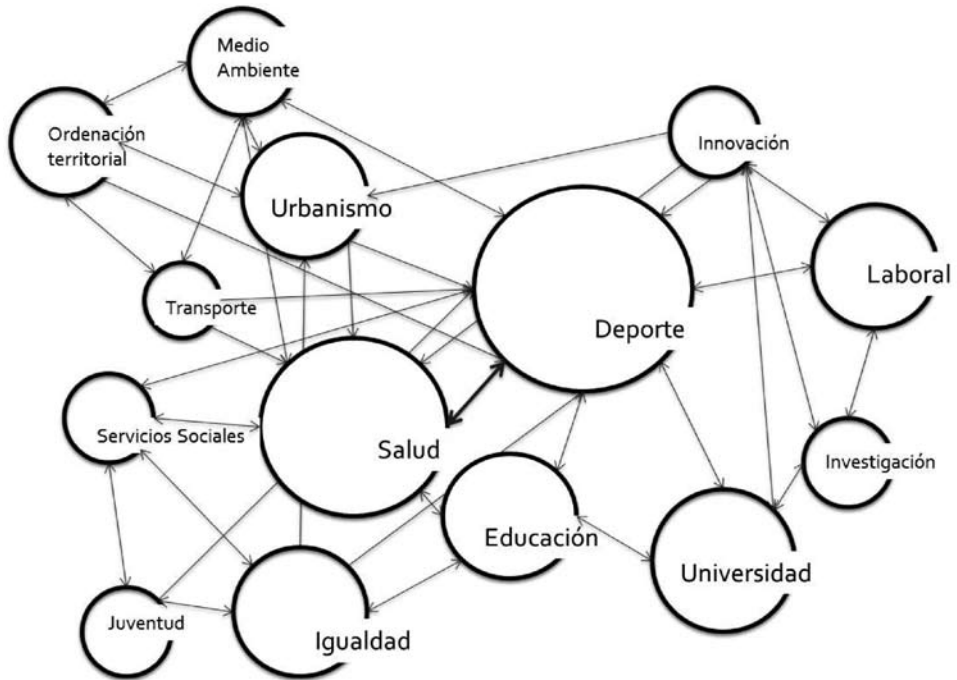 Medio
Ambiente
Ordenación
territorial
Innovación
Urbanismo
Laboral
Transporte
Deporte
Servicios Sociales
Salud
Investigación
Educación
Universidad
Juventud
Igualdad